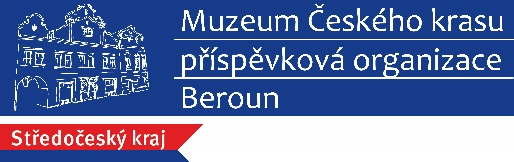 Muzeum Českého krasu
příspěvková organizace
Beroun
Středočeský kraj